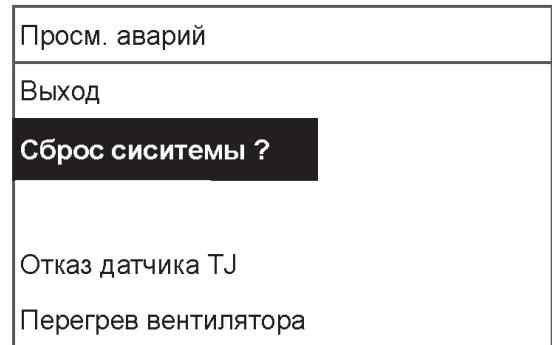 Просм. аварий
Выход
Сброс сиситемы ?
Отказ датчика TJ
Перегрев вентилятора